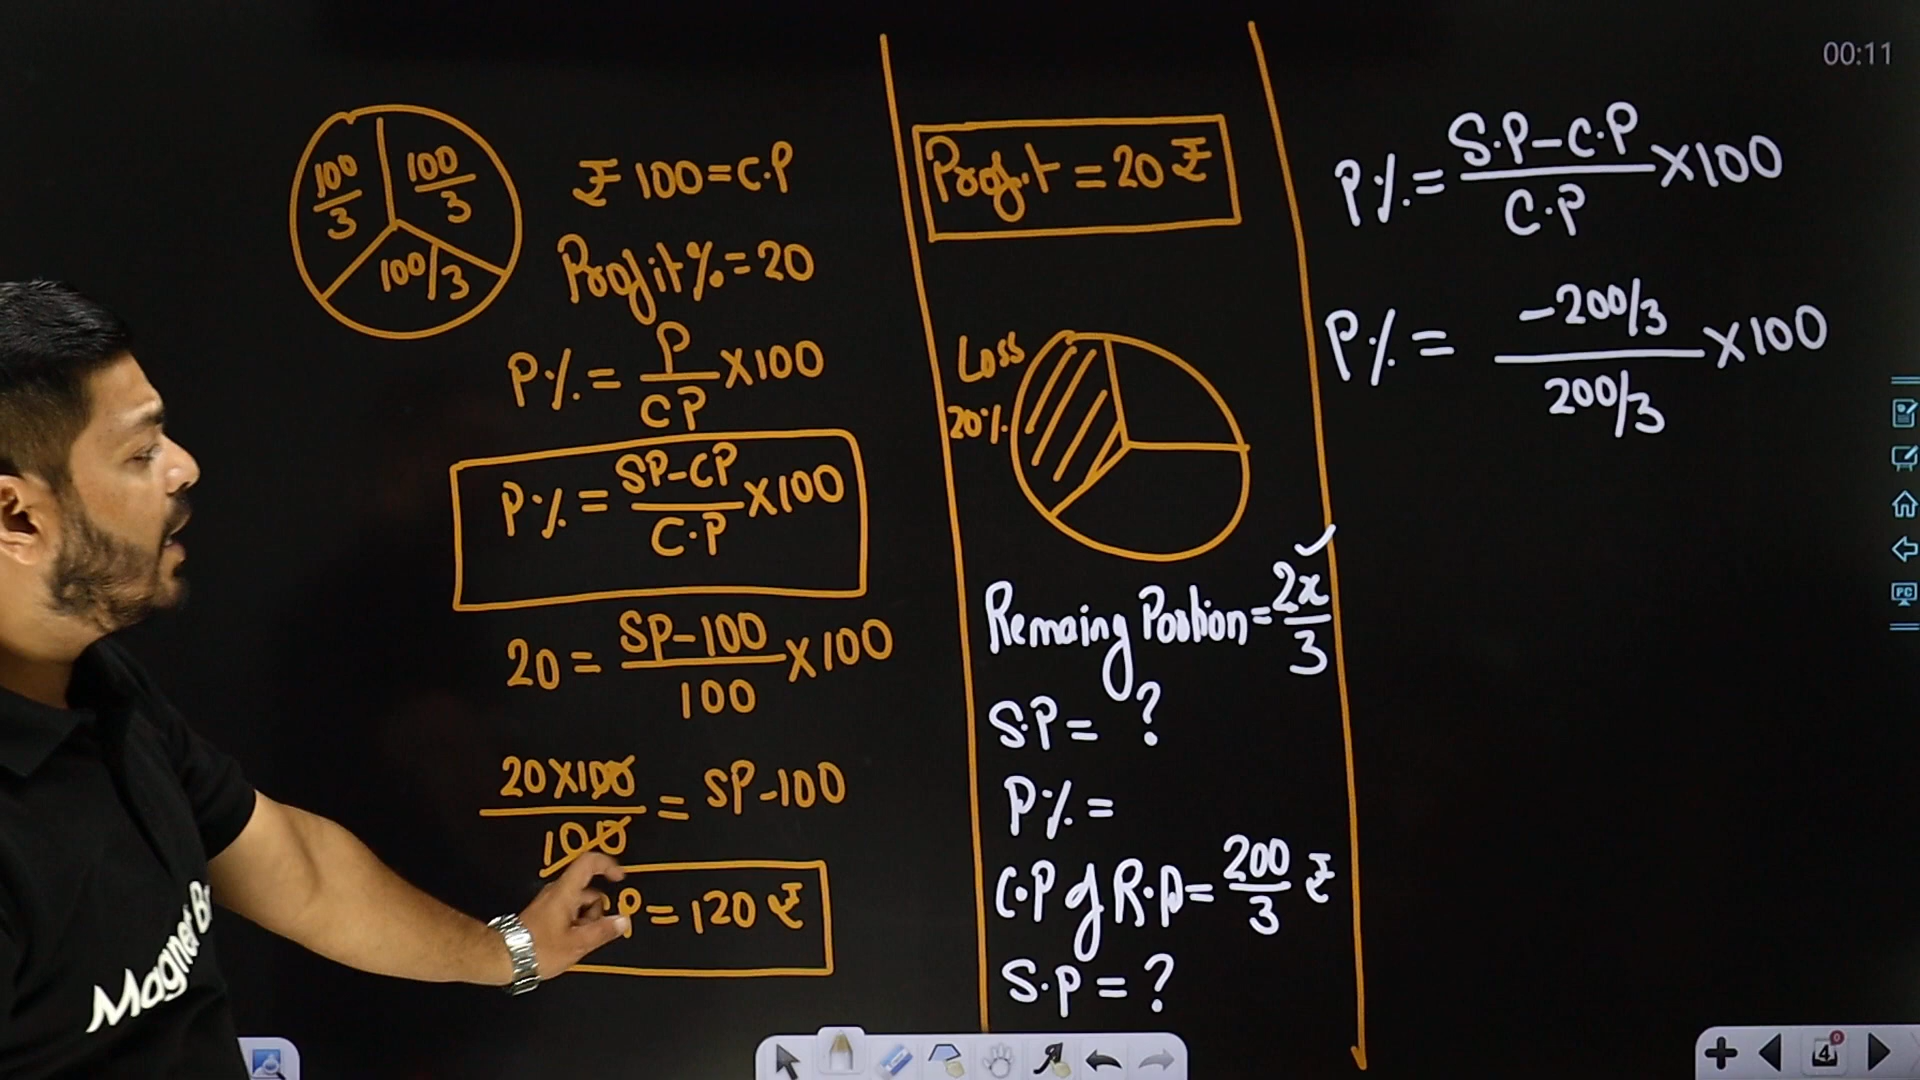 00:11
100/3 100/3
100/3
₹ 100 = C.P
Profit % = 20
P% = P/CP × 100
P% = SP-CP/C.P × 100
20 = SP-100/100 × 100
20×100/100 = SP-100
P = 120 ₹
Profit = 20 ₹
Loss
20%
Remaing Portion = 2x/3
S.P = ?
P% =
C.P of R.P = 200/3 ₹
S.P = ?
P% = S.P-C.P/C.P × 100
P% = -200/3 / 200/3 × 100
Magnet B
PC
4
0